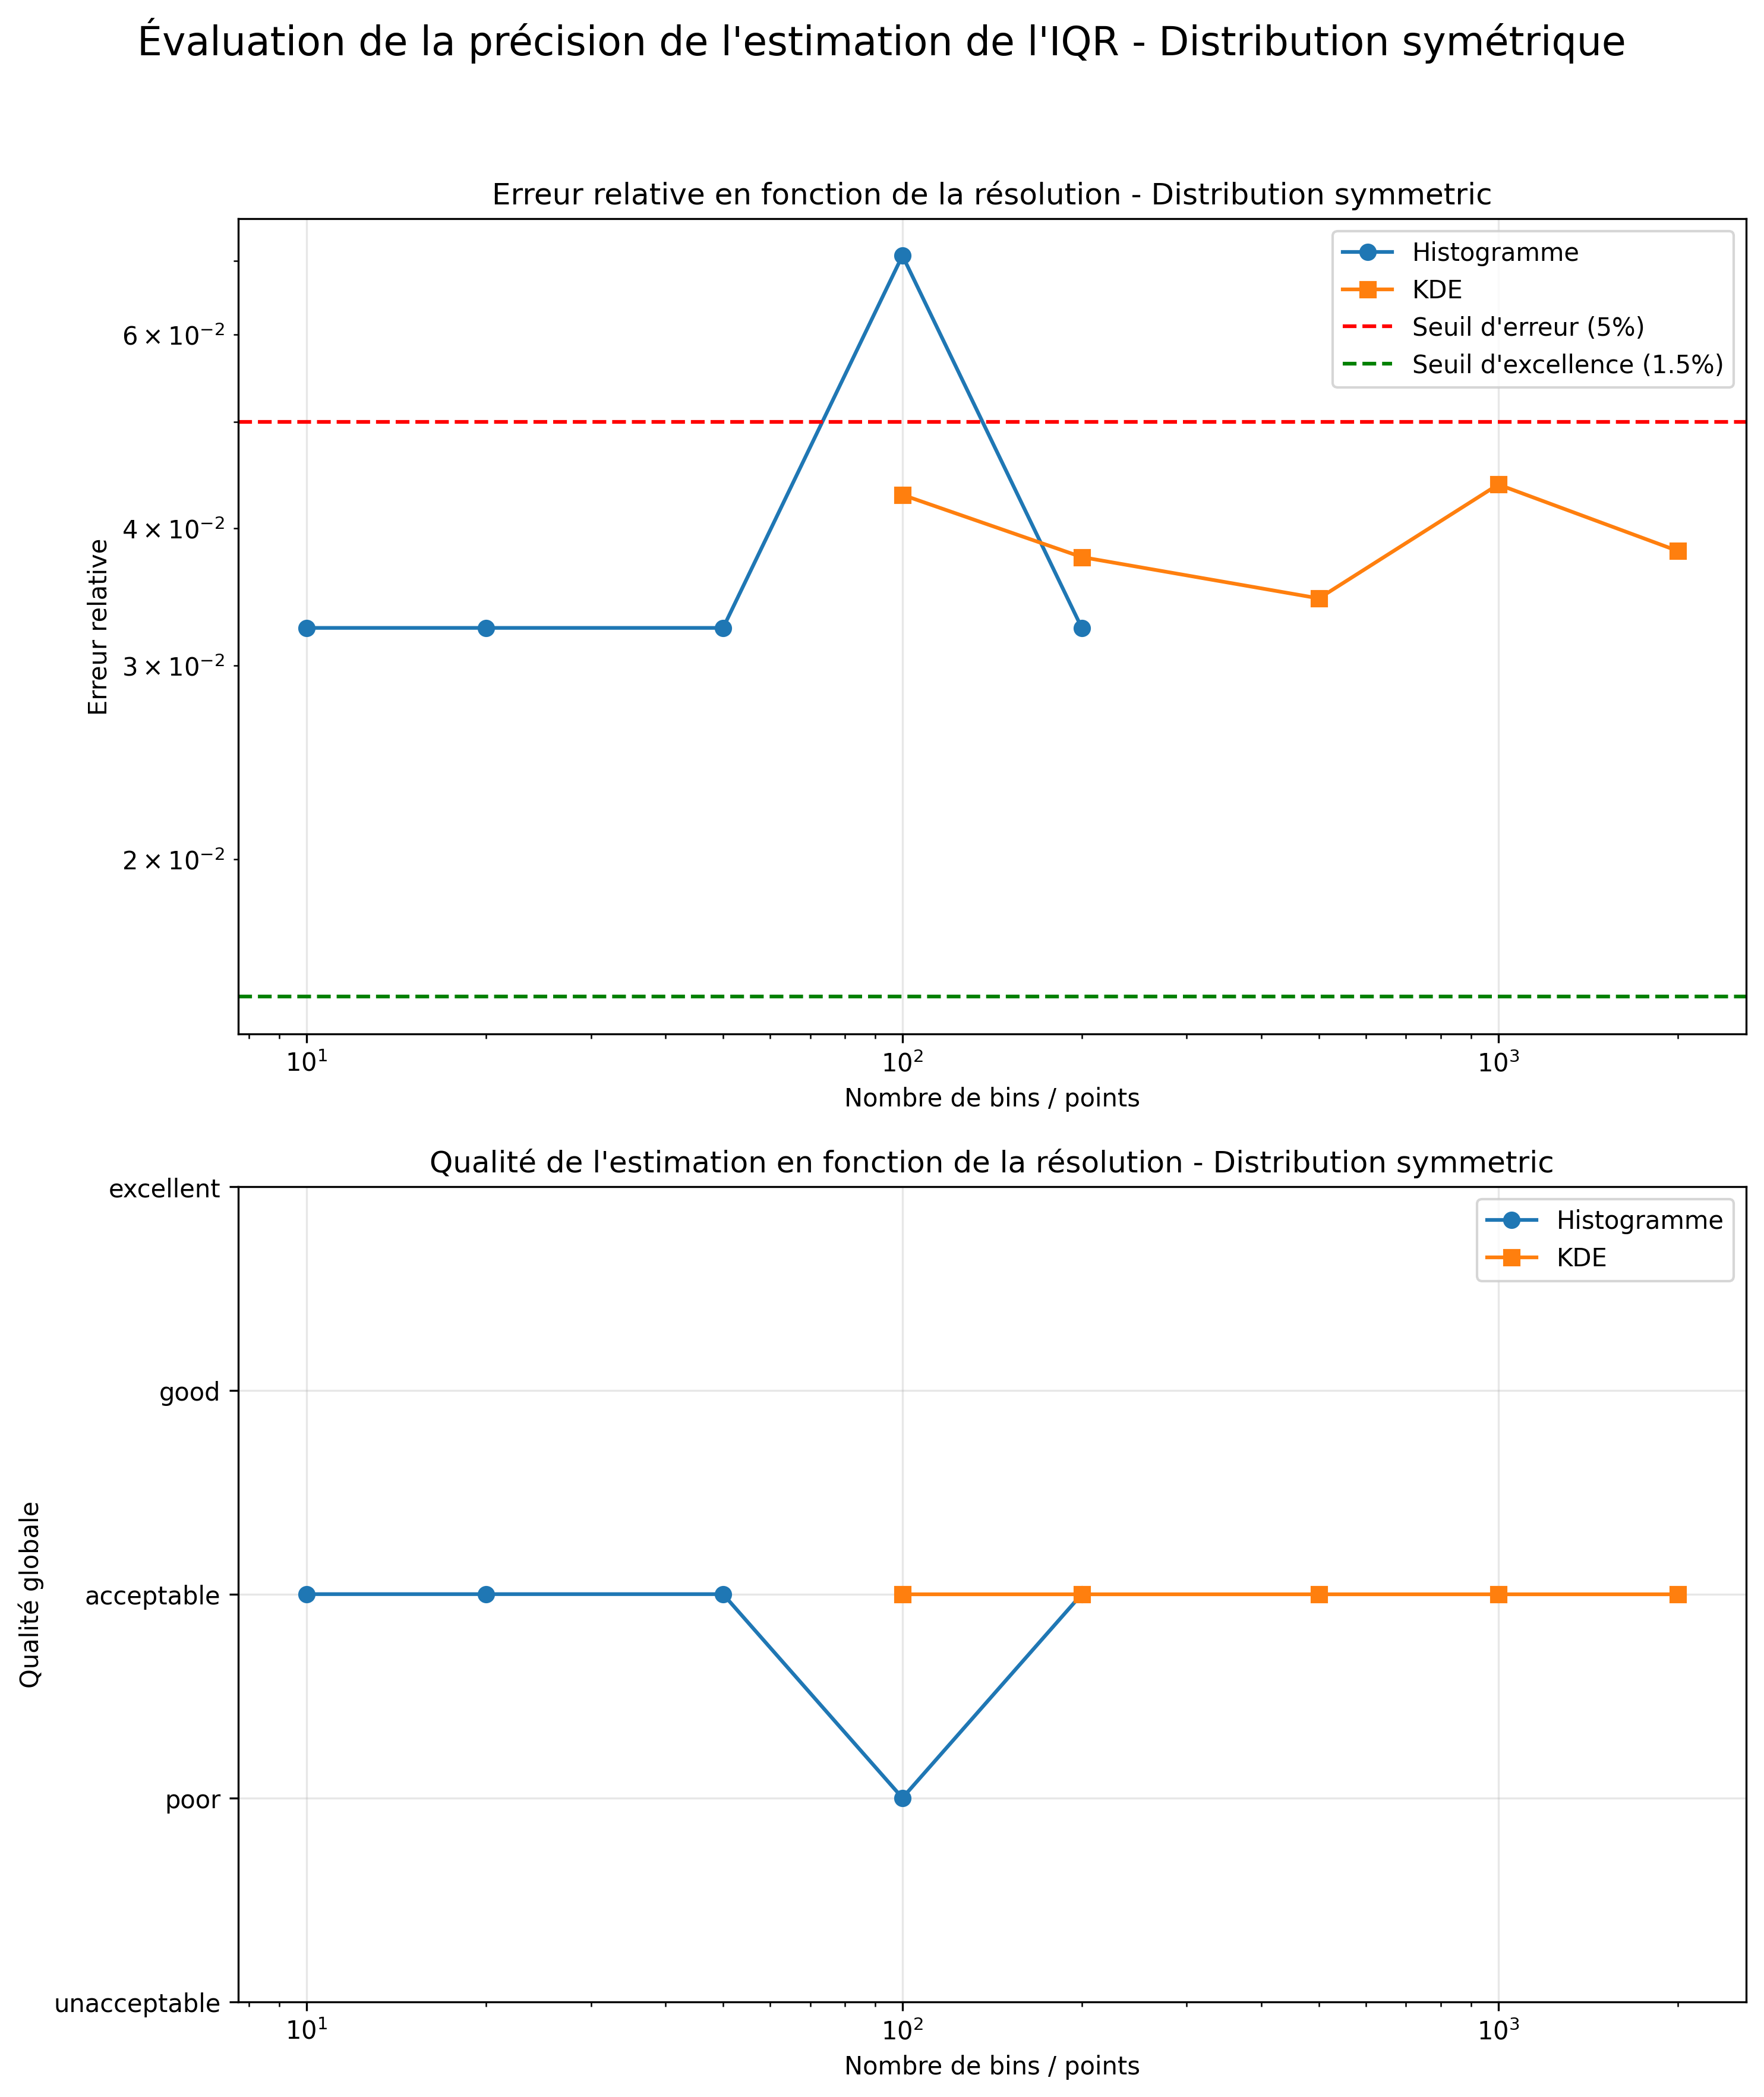 Évaluation de la précision de l'estimation de l'IQR - Distribution symétrique
Erreur relative en fonction de la résolution - Distribution symmetric
Histogramme
KDE
Seuil d'erreur (5%)
Seuil d'excellence (1.5%)
6 × 10⁻²
4 × 10⁻²
3 × 10⁻²
2 × 10⁻²
Erreur relative
10¹
10²
10³
Nombre de bins / points
Qualité de l'estimation en fonction de la résolution - Distribution symmetric
Histogramme
KDE
excellent
good
acceptable
poor
unacceptable
Qualité globale
10¹
10²
10³
Nombre de bins / points